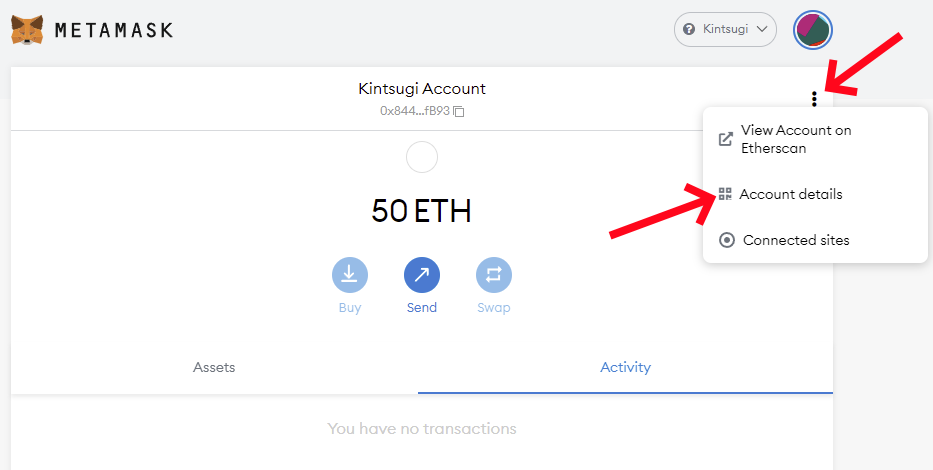 METAMASK
Kintsugi
Kintsugi Account
0x844...fB93
View Account on
Etherscan
Account details
Connected sites
50 ETH
Buy
Send
Swap
Assets
Activity
You have no transactions